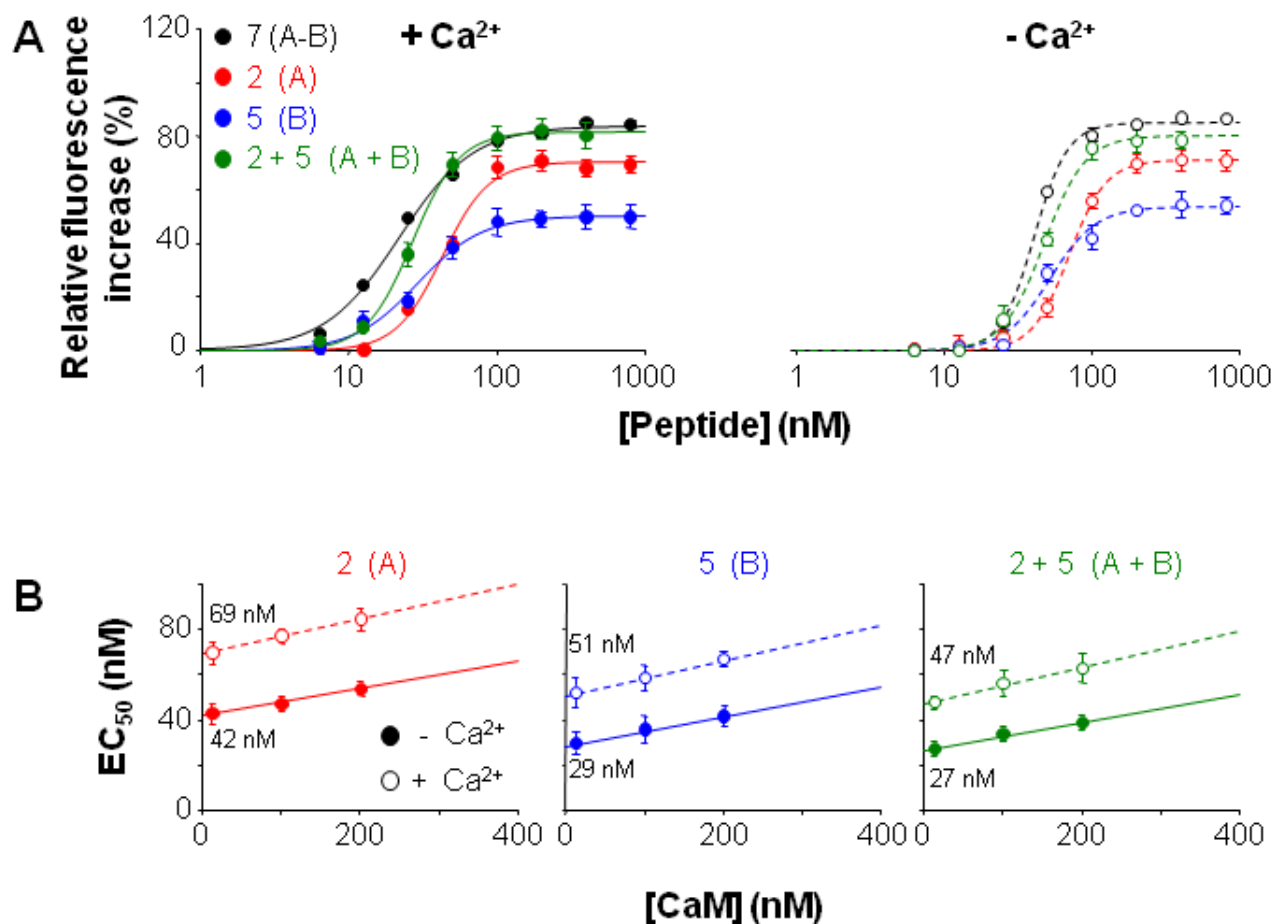 A
+ Ca²⁺
- Ca²⁺
7 (A-B)
2 (A)
5 (B)
2 + 5 (A + B)
Relative fluorescence
increase (%)
120
80
40
0
1 10 100 1000
1 10 100 1000
[Peptide] (nM)
B
2 (A)
5 (B)
2 + 5 (A + B)
EC₅₀ (nM)
80
40
0
69 nM
42 nM
- Ca²⁺
+ Ca²⁺
51 nM
29 nM
47 nM
27 nM
0 200 400
0 200 400
0 200 400
[CaM] (nM)